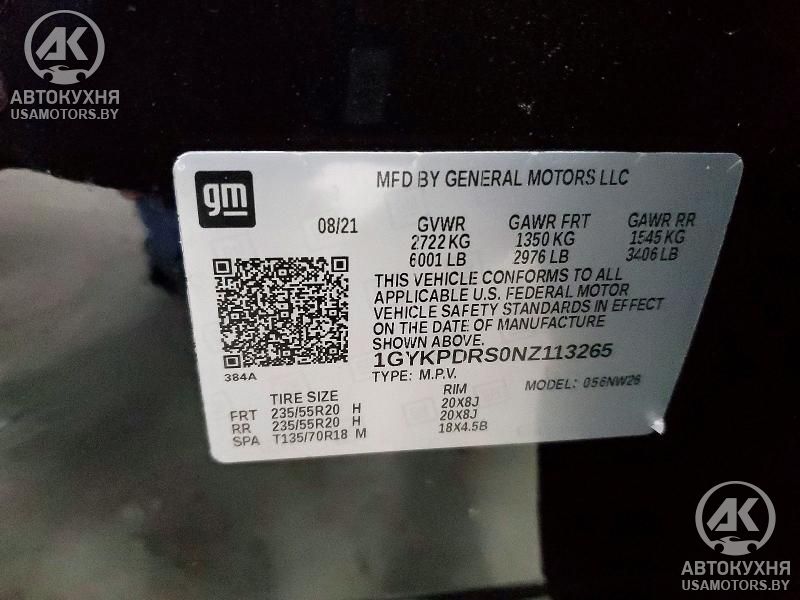 AK
АВТОКУХНЯ
USAMOTORS.BY
gm
MFD BY GENERAL MOTORS LLC
08/21
GVWR GAWR FRT GAWR RR
2722 KG 1350 KG 1545 KG
6001 LB 2976 LB 3406 LB
THIS VEHICLE CONFORMS TO ALL
APPLICABLE U.S. FEDERAL MOTOR
VEHICLE SAFETY STANDARDS IN EFFECT
ON THE DATE OF MANUFACTURE
SHOWN ABOVE.
1GYKPDRS0NZ113265
384A
TYPE: M.P.V. MODEL: 056NW26
TIRE SIZE RIM
FRT 235/55R20 H 20X8J
RR 235/55R20 H 20X8J
SPA T135/70R18 M 18X4.5B
AK
АВТОКУХНЯ
USAMOTORS.BY